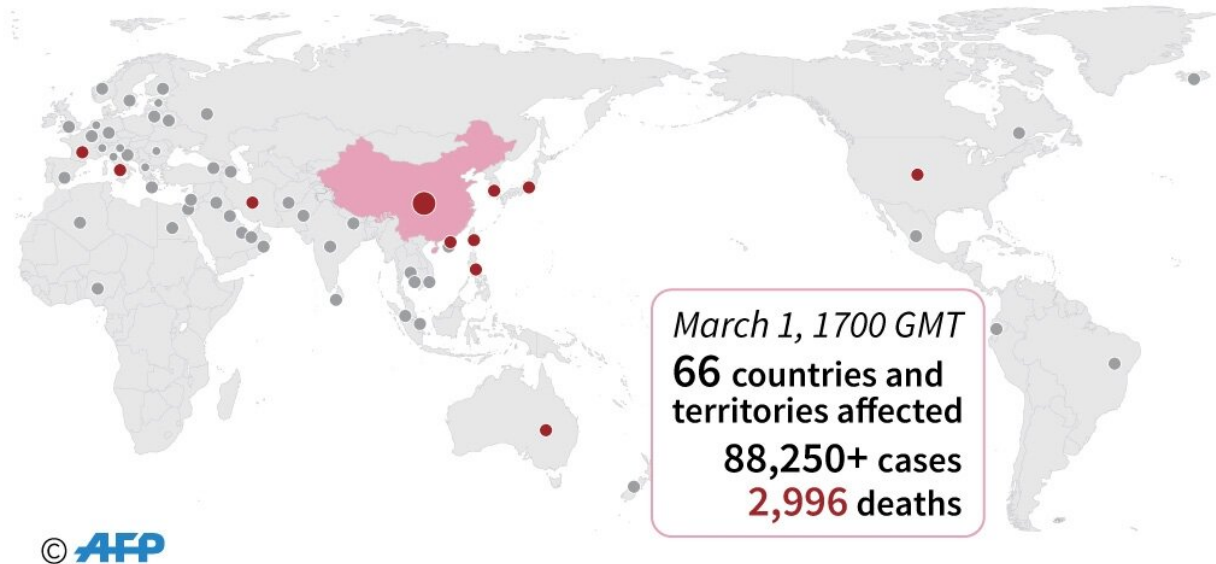 March 1, 1700 GMT
66 countries and
territories affected
88,250+ cases
2,996 deaths
© AFP